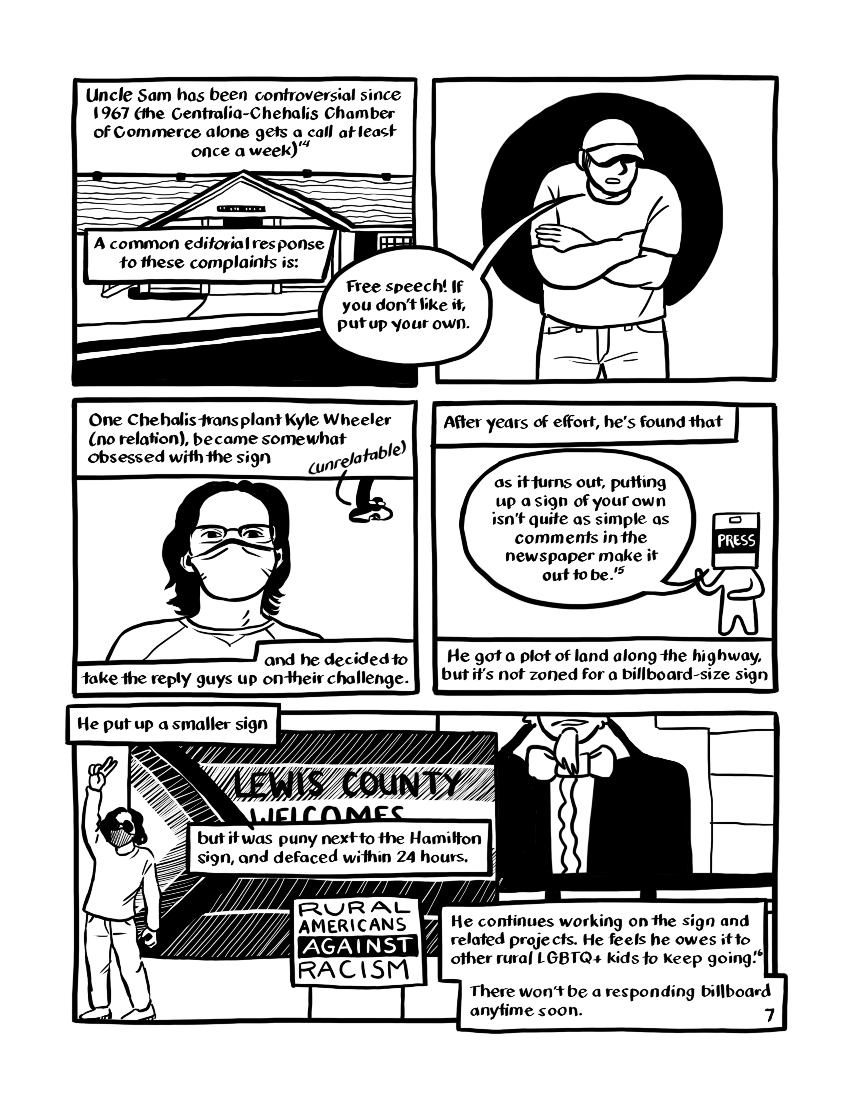 Uncle Sam has been controversial since
1967 (the Centralia-Chehalis Chamber
of Commerce alone gets a call at least
once a week)¹⁴
A common editorial response
to these complaints is:
Free speech! If
you don't like it,
put up your own.
One Chehalis transplant Kyle Wheeler
(no relation), became somewhat
obsessed with the sign
(unrelatable)
and he decided to
take the reply guys up on their challenge.
After years of effort, he's found that
as it turns out, putting
up a sign of your own
isn't quite as simple as
comments in the
newspaper make it
out to be.¹⁵
PRESS
He got a plot of land along the highway,
but it's not zoned for a billboard-size sign
He put up a smaller sign
LEWIS COUNTY
WELCOMES
but it was puny next to the Hamilton
sign, and defaced within 24 hours.
RURAL
AMERICANS
AGAINST
RACISM
He continues working on the sign and
related projects. He feels he owes it to
other rural LGBTQ+ kids to keep going.¹⁶
There won't be a responding billboard
anytime soon.
7